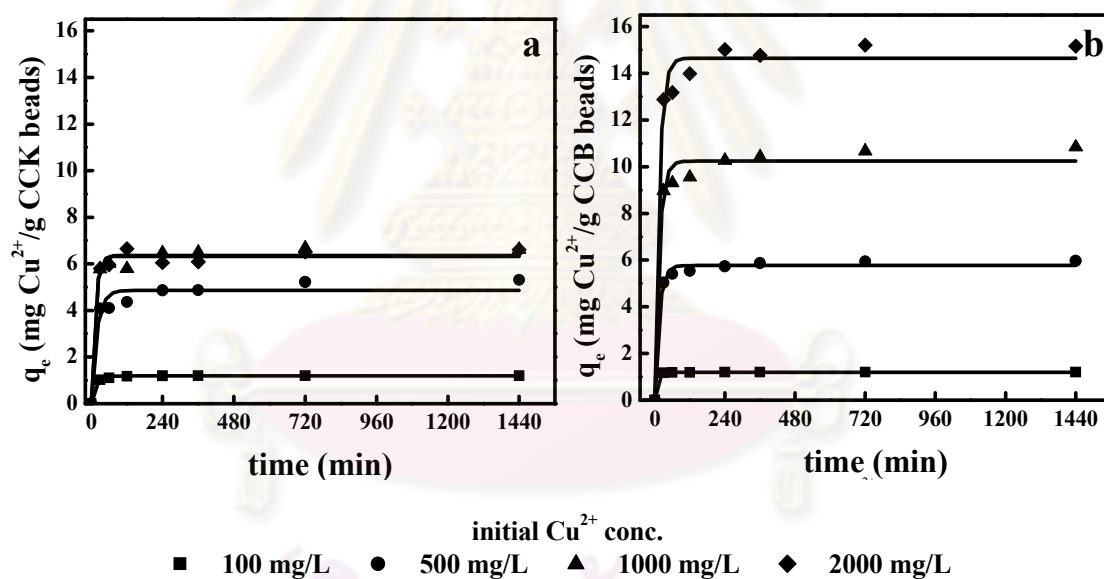 a
q_e (mg Cu²⁺/g CCK beads)
16
14
12
10
8
6
4
2
0
0 240 480 720 960 1200 1440
time (min)
b
q_e (mg Cu²⁺/g CCB beads)
16
14
12
10
8
6
4
2
0
0 240 480 720 960 1200 1440
time (min)
initial Cu²⁺ conc.
100 mg/L 500 mg/L 1000 mg/L 2000 mg/L